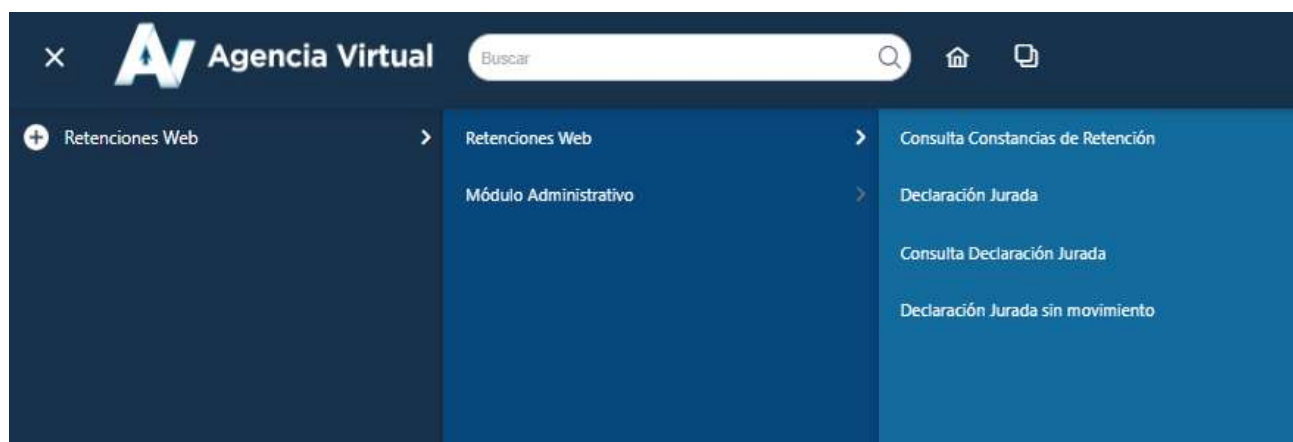 Agencia Virtual
Buscar
Retenciones Web
Retenciones Web
Módulo Administrativo
Consulta Constancias de Retención
Declaración Jurada
Consulta Declaración Jurada
Declaración Jurada sin movimiento